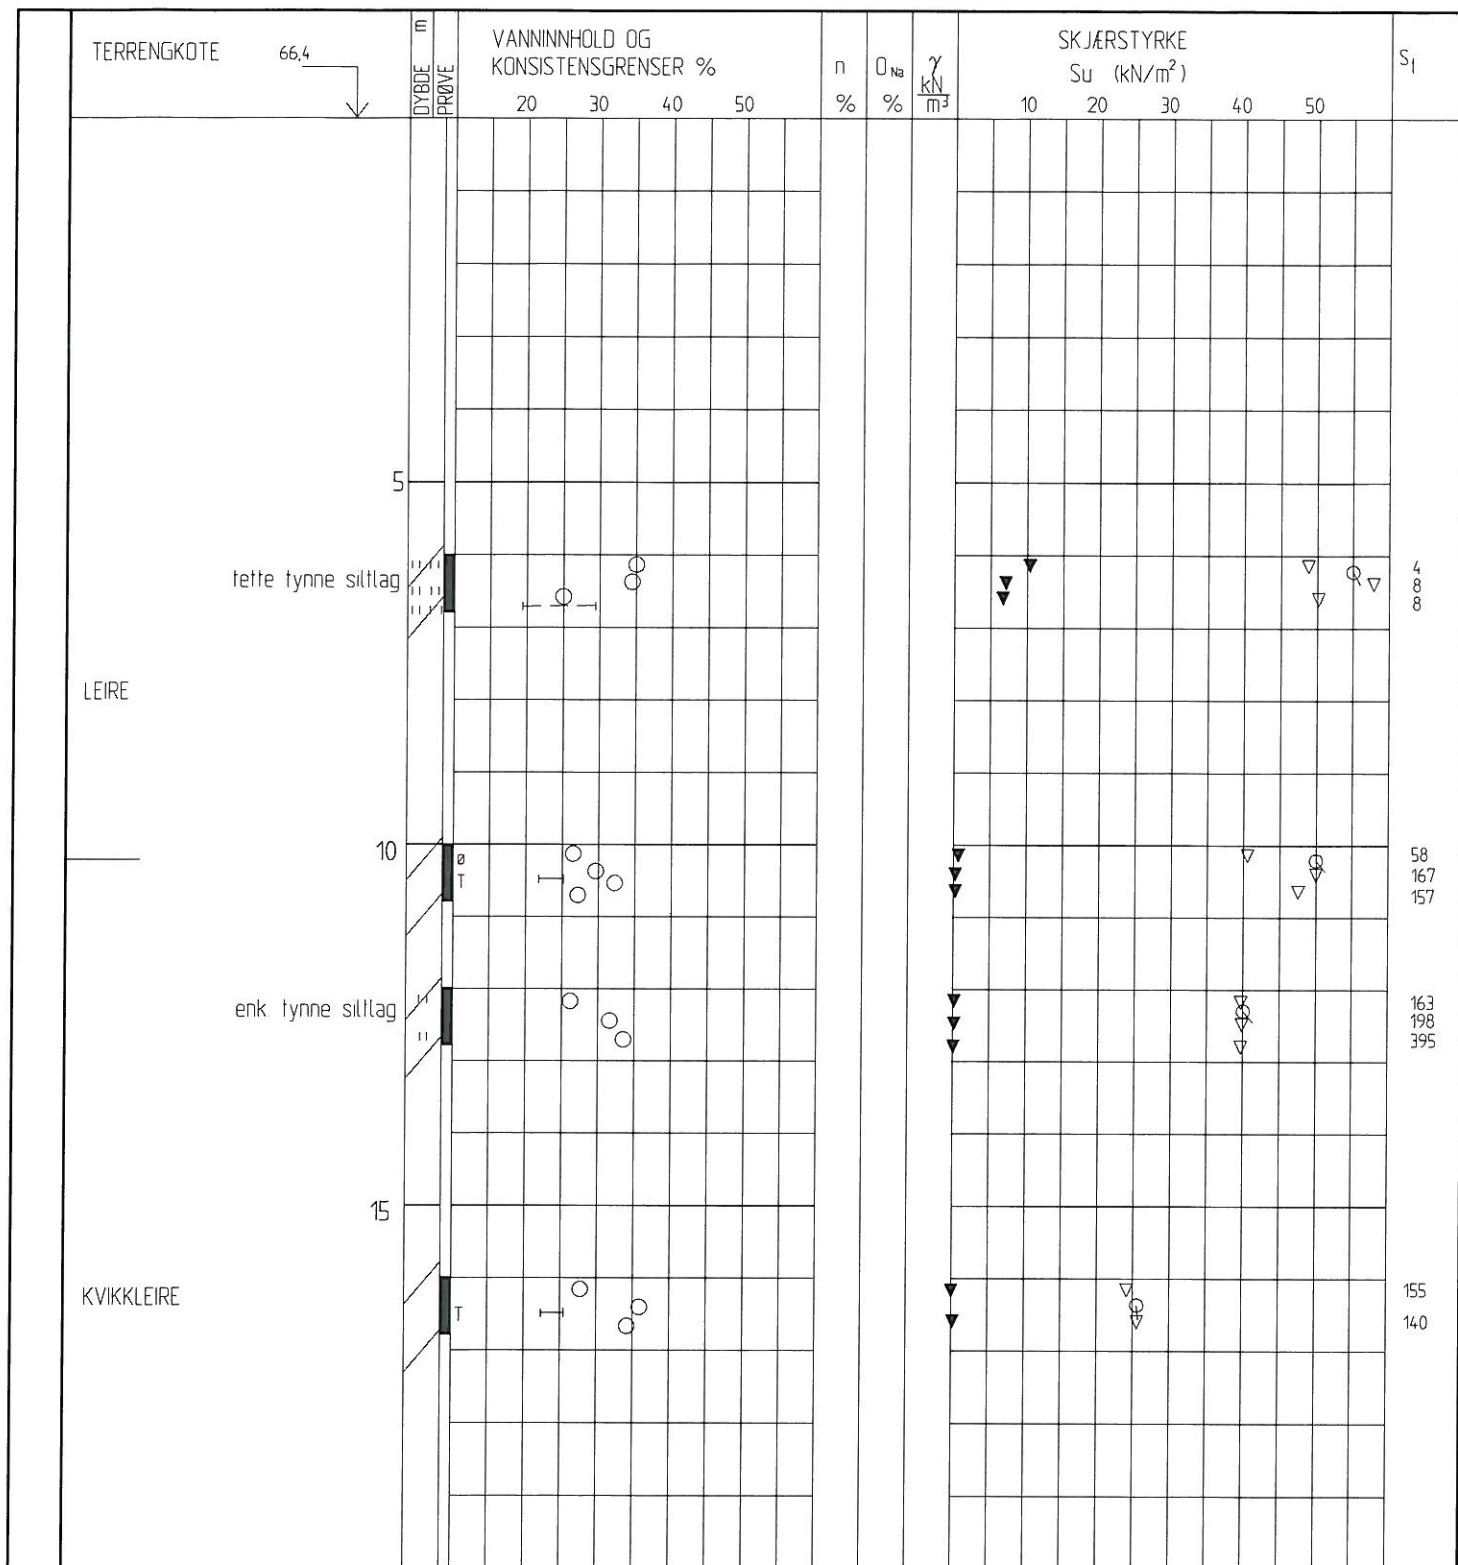 TERRENGKOTE 66,4
DYBDE m
PRØVE
VANNINNHOLD OG
KONSISTENSGRENSER %
20 30 40 50
n
%
O Na
%
γ
kN
m³
SKJÆRSTYRKE
Su (kN/m²)
10 20 30 40 50
St
5
tette tynne siltlag
4
8
8
LEIRE
10
ø
T
58
167
157
enk tynne siltlag
163
198
395
15
KVIKKLEIRE
T
155
140